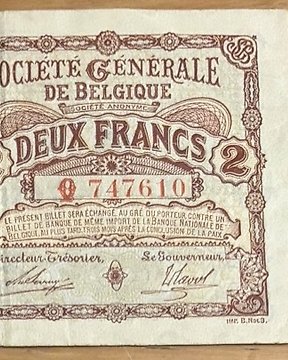 SOCIÉTÉ GÉNÉRALE
DE BELGIQUE
SOCIÉTÉ ANONYME
DEUX FRANCS 2
Q 747610
LE PRÉSENT BILLET SERA ÉCHANGÉ, AU GRÉ DU PORTEUR, CONTRE UN
BILLET DE BANQUE DE MÊME IMPORT DE LA BANQUE NATIONALE DE
BELGIQUE, AU PLUS TARD, TROIS MOIS APRÈS LA CONCLUSION DE LA PAIX.
Directeur-Trésorier, Le Gouverneur,